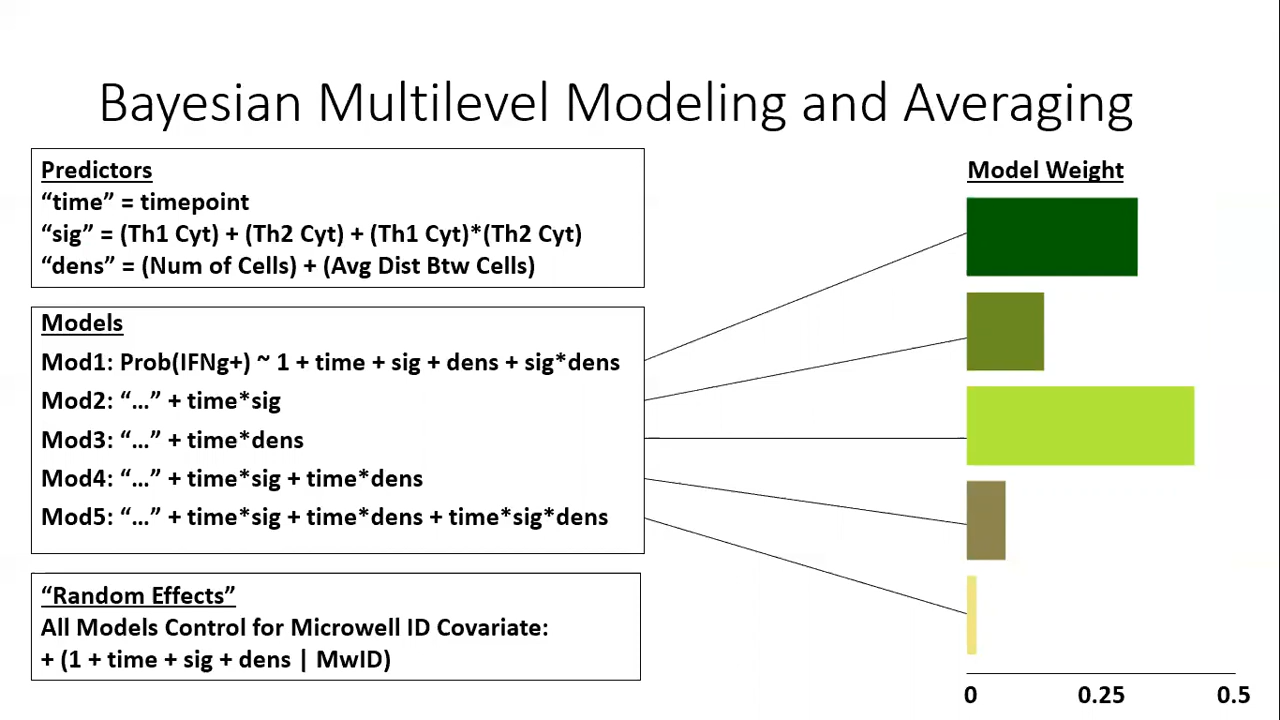 Bayesian Multilevel Modeling and Averaging
Predictors
“time” = timepoint
“sig” = (Th1 Cyt) + (Th2 Cyt) + (Th1 Cyt)*(Th2 Cyt)
“dens” = (Num of Cells) + (Avg Dist Btw Cells)
Models
Mod1: Prob(IFNg+) ~ 1 + time + sig + dens + sig*dens
Mod2: “…” + time*sig
Mod3: “…” + time*dens
Mod4: “…” + time*sig + time*dens
Mod5: “…” + time*sig + time*dens + time*sig*dens
“Random Effects”
All Models Control for Microwell ID Covariate:
+ (1 + time + sig + dens | MwID)
Model Weight
0 0.25 0.5